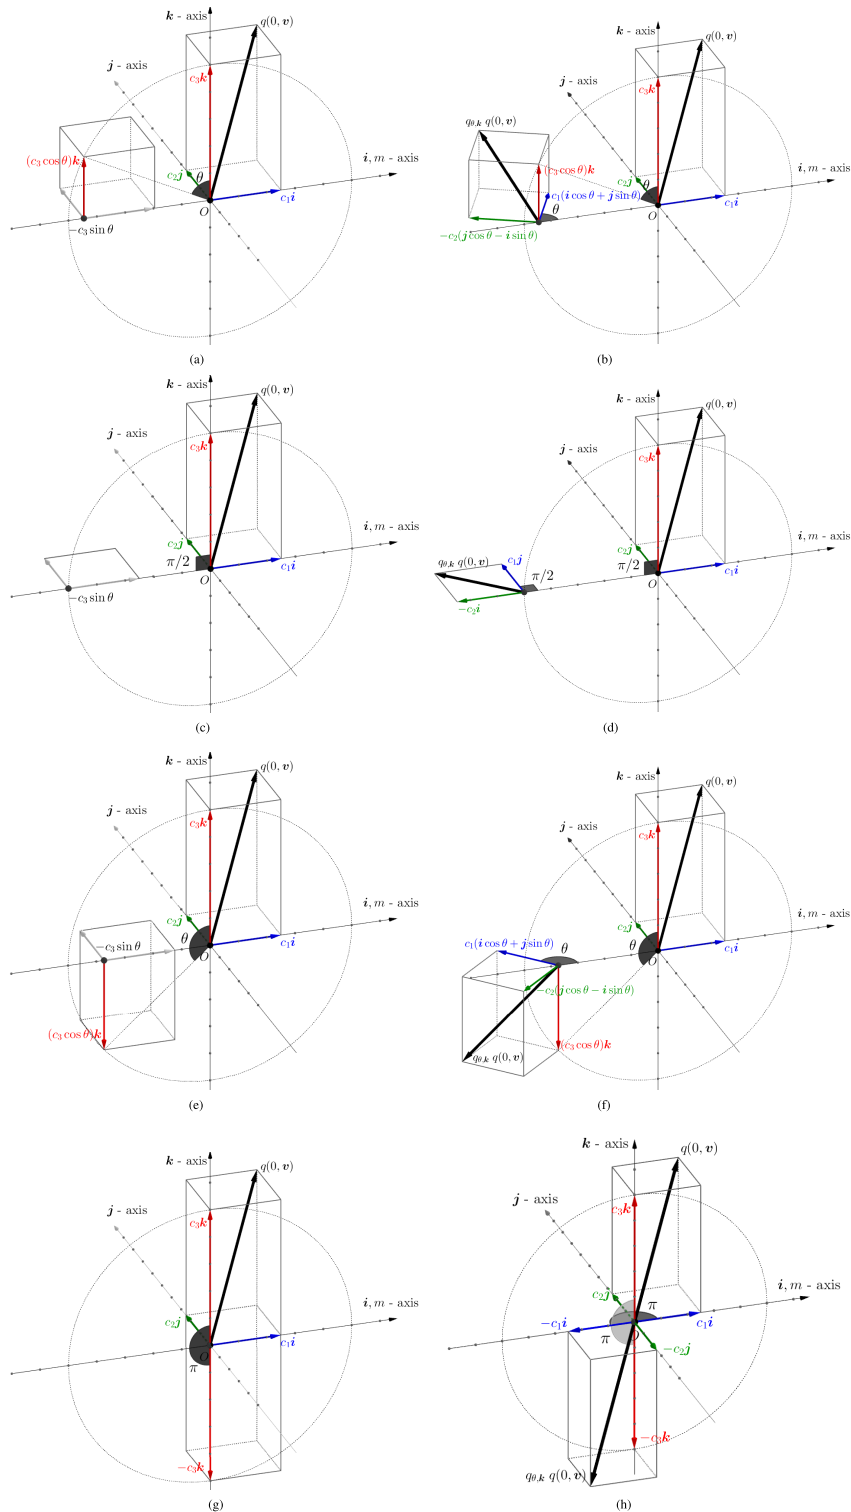 k - axis
q(0, v)
j - axis
c₃k
(c₃ cos θ)k
c₂j
θ
i, m - axis
O
c₁i
−c₃ sin θ
(a)
k - axis
q(0, v)
j - axis
c₃k
q_θ,k q(0, v)
(c₃ cos θ)k
c₂j
θ
i, m - axis
c₁(i cos θ + j sin θ)
c₁i
θ
O
−c₂(j cos θ − i sin θ)
(b)
k - axis
q(0, v)
j - axis
c₃k
c₂j
i, m - axis
π/2
O
c₁i
−c₃ sin θ
(c)
k - axis
q(0, v)
j - axis
c₃k
c₂j
i, m - axis
c₁j
q_θ,k q(0, v)
π/2
π/2
O
c₁i
−c₂i
(d)
k - axis
q(0, v)
j - axis
c₃k
c₂j
i, m - axis
θ
−c₃ sin θ
O
c₁i
(c₃ cos θ)k
(e)
k - axis
q(0, v)
j - axis
c₃k
c₂j
i, m - axis
c₁(i cos θ + j sin θ)
θ
θ
O
c₁i
−c₂(j cos θ − i sin θ)
(c₃ cos θ)k
q_θ,k q(0, v)
(f)
k - axis
q(0, v)
j - axis
c₃k
i, m - axis
c₂j
O
c₁i
π
−c₃k
(g)
k - axis
q(0, v)
j - axis
c₃k
i, m - axis
c₂j
π
−c₁i
c₁i
π
O
−c₂j
−c₃k
q_θ,k q(0, v)
(h)